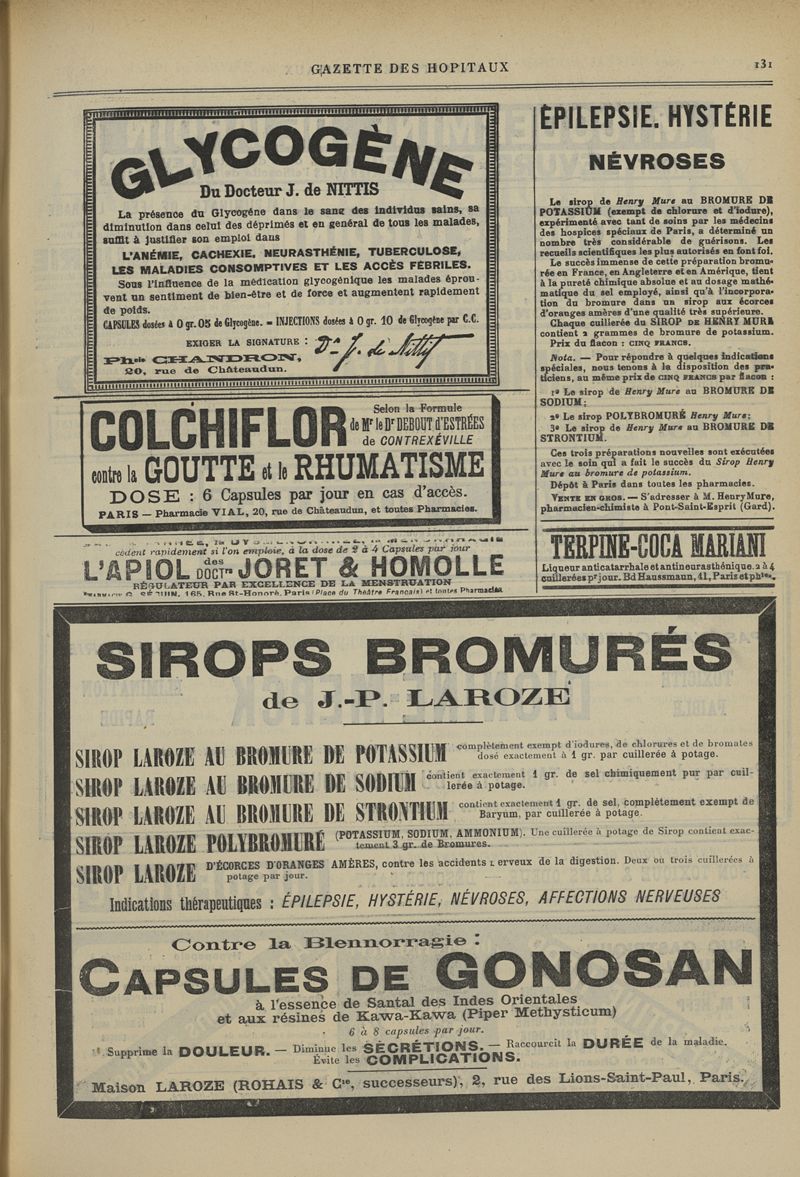 GAZETTE DES HOPITAUX
131
GLYCOGÈNE
Du Docteur J. de NITTIS
La présence du Glycogéne dans le sang des individus sains, sa
diminution dans celui des déprimés et en genéral de tous les malades,
suffit à justifier son emploi dans
L'ANÉMIE, CACHEXIE, NEURASTHÉNIE, TUBERCULOSE,
LES MALADIES CONSOMPTIVES ET LES ACCÈS FÉBRILES.
Sous l'influence de la médication glycogénique les malades éprou-
vent un sentiment de bien-être et de force et augmentent rapidement
de poids.
CAPSULES dosées à 0 gr. 05 de Glycogène. — INJECTIONS dosées à 0 gr. 10 de Glycogène par C.C.
EXIGER LA SIGNATURE : Dr J. de Nittis
Phcie CHANDRON,
20, rue de Châteaudun.
COLCHIFLOR
Selon la Formule
de Mr le Dr DEBOUT d'ESTRÉES
de CONTREXÉVILLE
contre la GOUTTE et le RHUMATISME
DOSE : 6 Capsules par jour en cas d'accès.
PARIS — Pharmacie VIAL, 20, rue de Châteaudun, et toutes Pharmacies.
cèdent rapidement si l'on emploie, à la dose de 2 à 4 Capsules par jour
L'APIOL des DOCTrs JORET & HOMOLLE
RÉGULATEUR PAR EXCELLENCE DE LA MENSTRUATION
G. SÉGUIN, 165, Rue St-Honoré, Paris (Place du Théâtre Français) et toutes Pharmacies
ÉPILEPSIE. HYSTÉRIE
NÉVROSES
Le sirop de Henry Mure au BROMURE DE
POTASSIUM (exempt de chlorure et d'iodure),
expérimenté avec tant de soins par les médecins
des hospices spéciaux de Paris, a déterminé un
nombre très considérable de guérisons. Les
recueils scientifiques les plus autorisés en font foi.
Le succès immense de cette préparation bromu-
rée en France, en Angleterre et en Amérique, tient
à la pureté chimique absolue et au dosage mathé-
matique du sel employé, ainsi qu'à l'incorpora-
tion du bromure dans un sirop aux écorces
d'oranges amères d'une qualité très supérieure.
Chaque cuillerée du SIROP DE HENRY MURE
contient 2 grammes de bromure de potassium.
Prix du flacon : CINQ FRANCS.
Nota. — Pour répondre à quelques indications
spéciales, nous tenons à la disposition des pra-
ticiens, au même prix de CINQ FRANCS par flacon :
1º Le sirop de Henry Mure au BROMURE DE
SODIUM;
2º Le sirop POLYBROMURÉ Henry Mure;
3º Le sirop de Henry Mure au BROMURE DE
STRONTIUM.
Ces trois préparations nouvelles sont exécutées
avec le soin qui a fait le succès du Sirop Henry
Mure au bromure de potassium.
Dépôt à Paris dans toutes les pharmacies.
VENTE EN GROS. — S'adresser à M. Henry Mure,
pharmacien-chimiste à Pont-Saint-Esprit (Gard).
TERPINE-COCA MARIANI
Liqueur anticatarrhale et antineurasthénique. 2 à 4
cuillerées pr jour. Bd Haussmann, 41, Paris et phies.
SIROPS BROMURÉS
de J.-P. LAROZE
SIROP LAROZE AU BROMURE DE POTASSIUM complètement exempt d'iodures, de chlorures et de bromates
dosé exactement à 1 gr. par cuillerée à potage.
SIROP LAROZE AU BROMURE DE SODIUM contient exactement 1 gr. de sel chimiquement pur par cuil-
lerée à potage.
SIROP LAROZE AU BROMURE DE STRONTIUM contient exactement 1 gr. de sel, complètement exempt de
Baryum, par cuillerée à potage.
SIROP LAROZE POLYBROMURÉ (POTASSIUM, SODIUM, AMMONIUM). Une cuillerée à potage de Sirop contient exac-
tement 3 gr. de Bromures.
SIROP LAROZE D'ÉCORCES D'ORANGES AMÈRES, contre les accidents nerveux de la digestion. Deux ou trois cuillerées à
potage par jour.
Indications thérapeutiques : ÉPILEPSIE, HYSTÉRIE, NÉVROSES, AFFECTIONS NERVEUSES
Contre la Blennorragie :
CAPSULES DE GONOSAN
à l'essence de Santal des Indes Orientales
et aux résines de Kawa-Kawa (Piper Methysticum)
6 à 8 capsules par jour.
Supprime la DOULEUR. — Diminue les SÉCRÉTIONS. — Raccourcit la DURÉE de la maladie.
Évite les COMPLICATIONS.
Maison LAROZE (ROHAIS & Cie, successeurs), 2, rue des Lions-Saint-Paul, Paris.